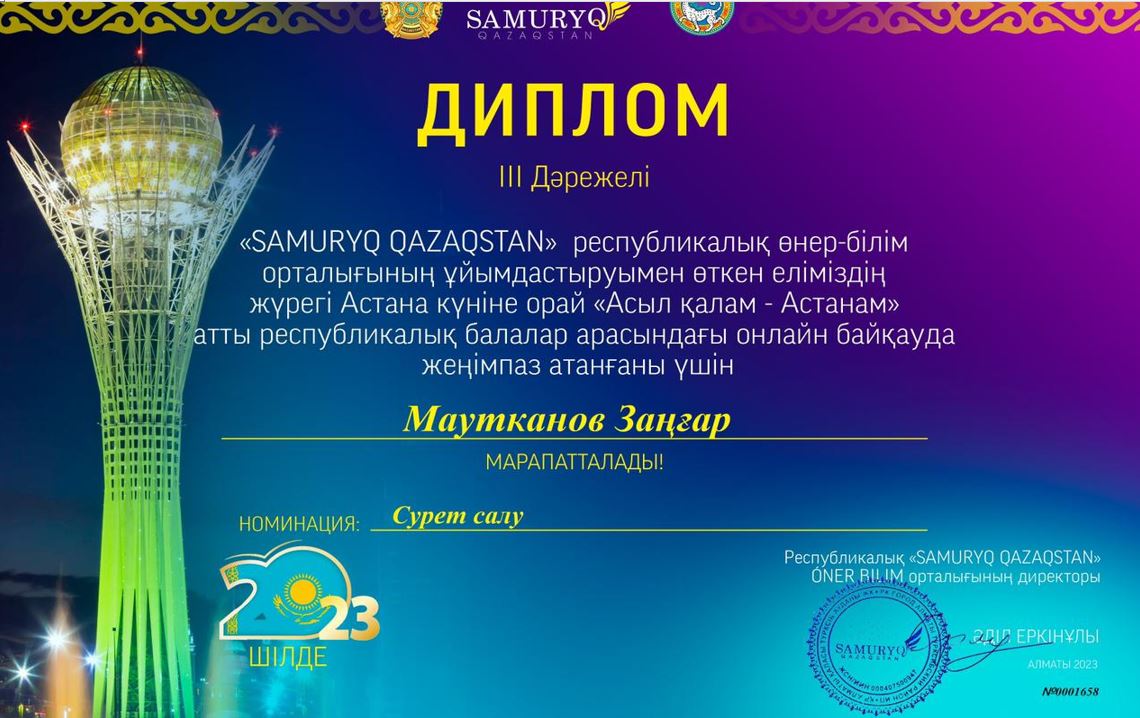 SAMURYQ
QAZAQSTAN
ДИПЛОМ
III Дәрежелі
«SAMURYQ QAZAQSTAN» республикалық өнер-білім
орталығының ұйымдастыруымен өткен еліміздің
жүрегі Астана күніне орай «Асыл қалам - Астанам»
атты республикалық балалар арасындағы онлайн байқауда
жеңімпаз атанғаны үшін
Маутканов Заңғар
МАРАПАТТАЛАДЫ!
НОМИНАЦИЯ: Сурет салу
2023
ШІЛДЕ
Республикалық «SAMURYQ QAZAQSTAN»
ÓNER BILIM орталығының директоры
SAMURYQ
QAZAQSTAN
ӘДІЛ ЕРКІНҰЛЫ
АЛМАТЫ 2023
№0001658